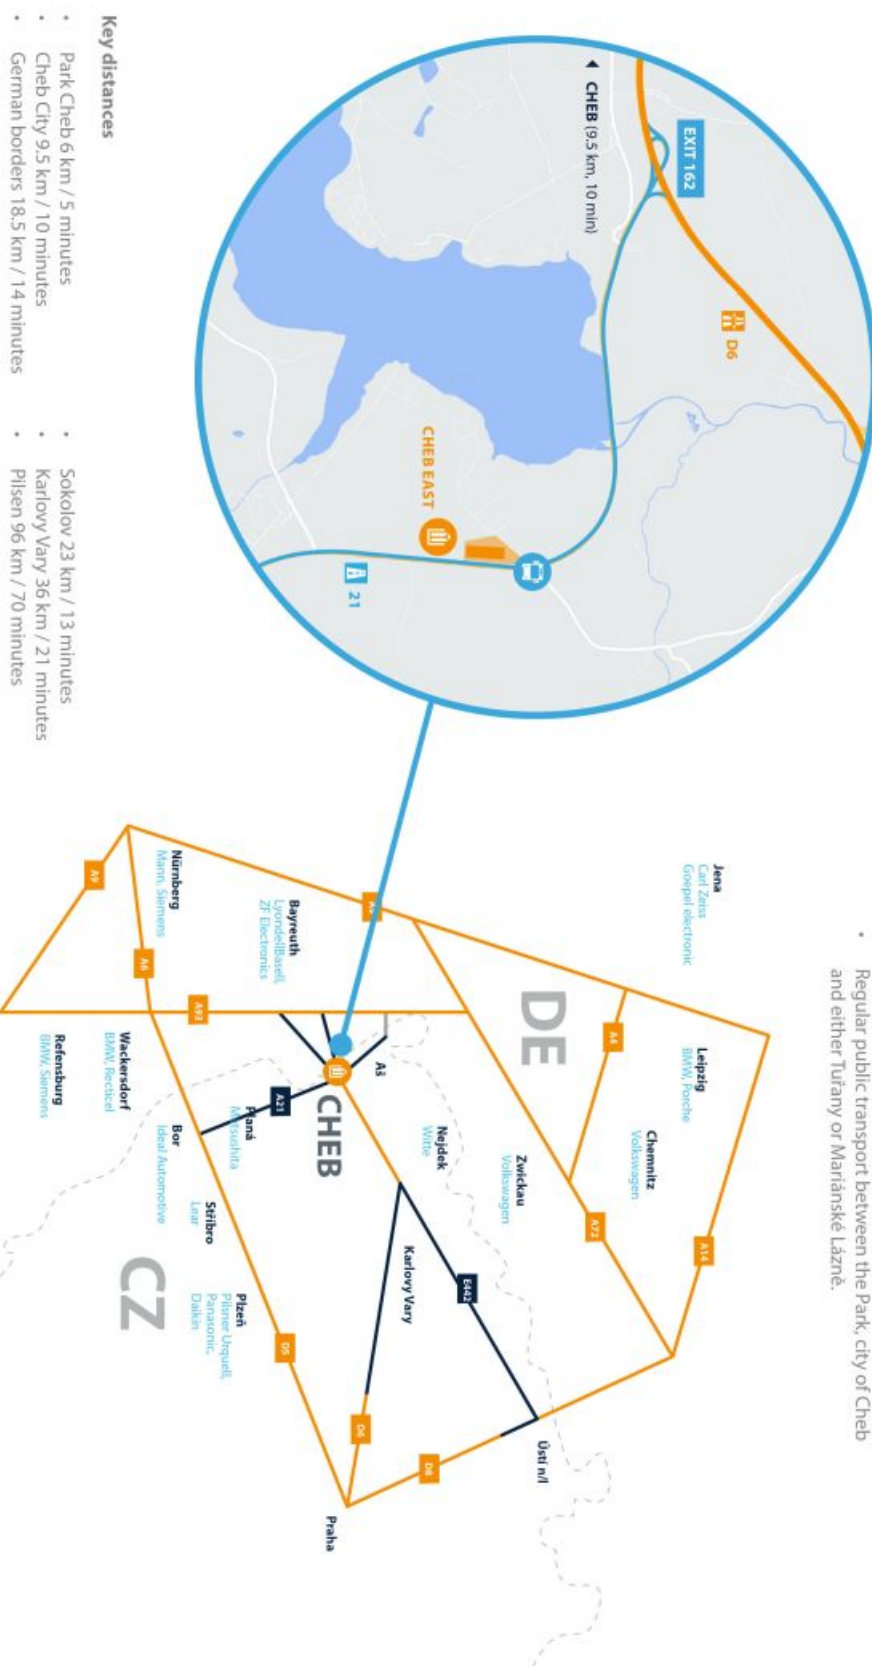 Regular public transport between the Park, city of Cheb
and either Tuřany or Mariánské Lázně.
EXIT 162
D6
CHEB (9.5 km, 10 min)
CHEB EAST
21
Jena
Carl Zeiss
Goepel electronic
Leipzig
BMW, Porche
A14
A4
Chemnitz
Volkswagen
A72
DE
Zwickau
Volkswagen
Nejdek
Witte
E442
Ústí n/l
Aš
Karlovy Vary
D8
D6
Praha
CHEB
Bayreuth
LyondellBasell,
ZF Electronics
A21
Planá
Matsushita
D5
Plzeň
Pilsner Urquell,
Panasonic,
Daikin
Stříbro
Lear
A93
Nürnberg
Mann, Siemens
A6
Bor
Ideal Automotive
CZ
Wackersdorf
BMW, Recticel
A9
Refensburg
BMW, Siemens
Key distances
Park Cheb 6 km / 5 minutes
Cheb City 9.5 km / 10 minutes
German borders 18.5 km / 14 minutes
Sokolov 23 km / 13 minutes
Karlovy Vary 36 km / 21 minutes
Pilsen 96 km / 70 minutes